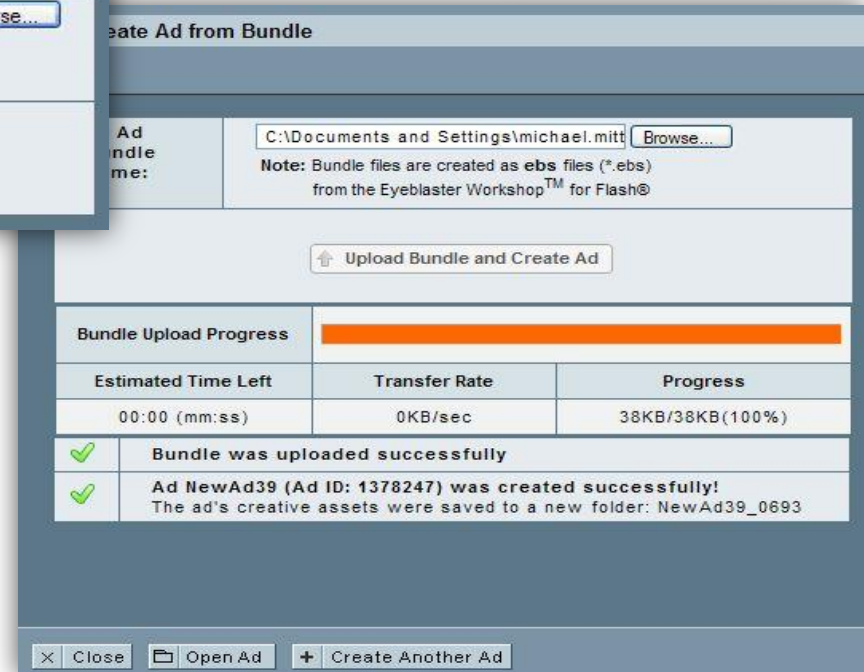 Create Ad from Bundle
Ad
me:
C:\Documents and Settings\michael.mitt
Browse...
Note: Bundle files are created as ebs files (*.ebs)
from the Eyeblaster Workshop™ for Flash®
Upload Bundle and Create Ad
Bundle Upload Progress
Estimated Time Left Transfer Rate Progress
00:00 (mm:ss) 0KB/sec 38KB/38KB(100%)
Bundle was uploaded successfully
Ad NewAd39 (Ad ID: 1378247) was created successfully!
The ad's creative assets were saved to a new folder: NewAd39_0693
Close Open Ad + Create Another Ad